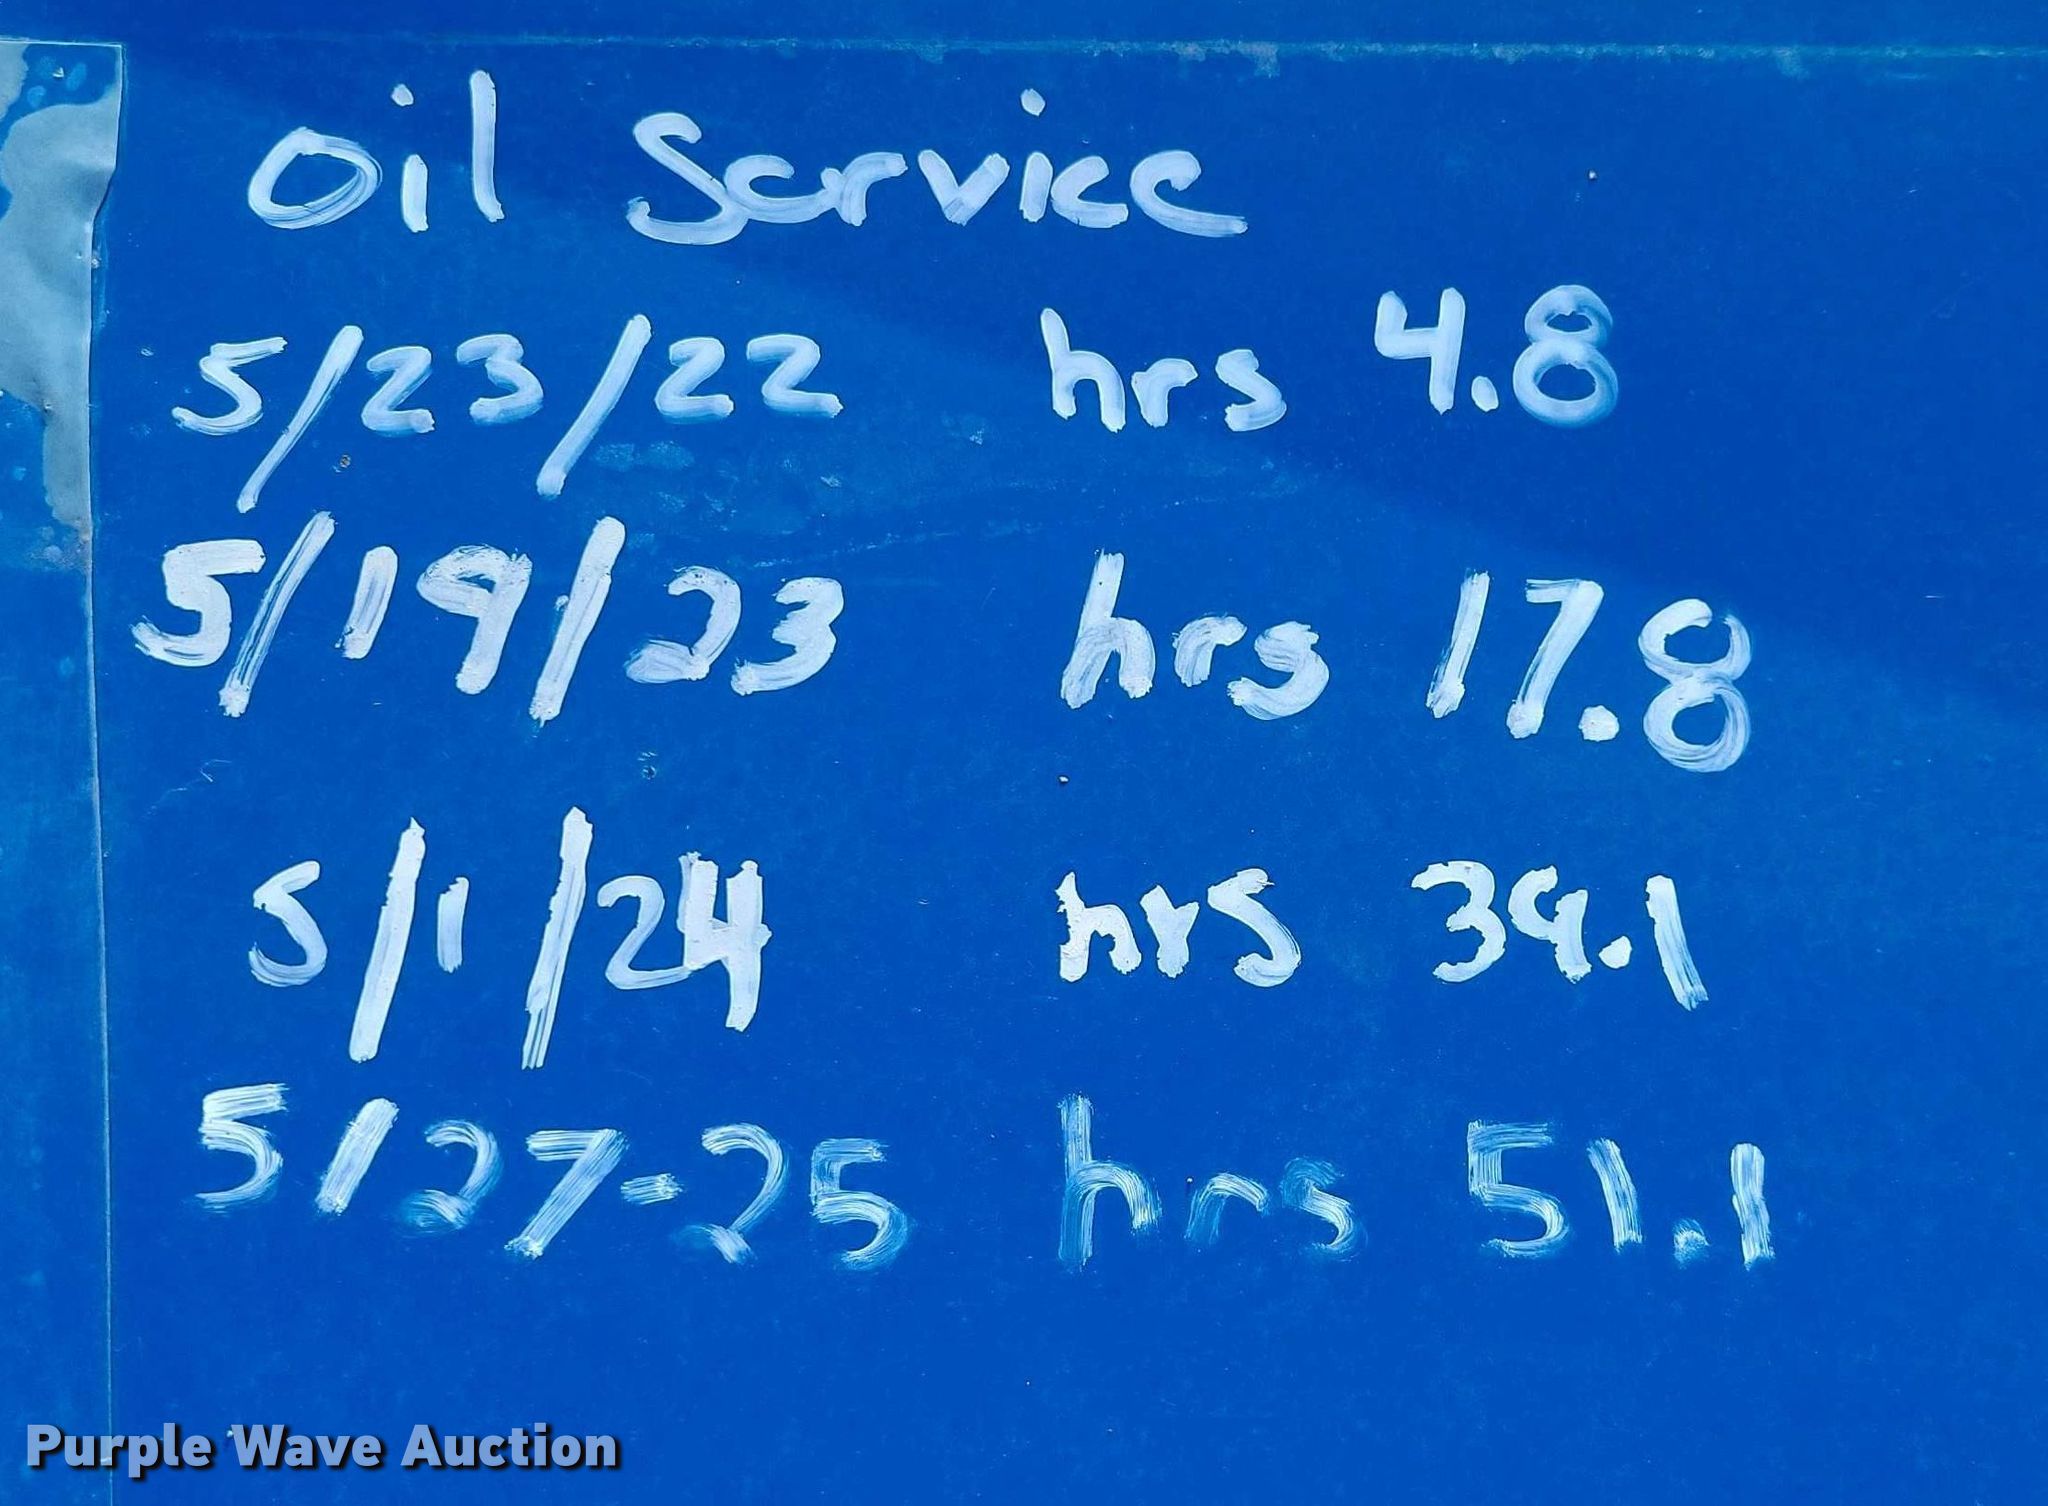 Oil Service
5/23/22 hrs 4.8
5/19/23 hrs 17.8
5/1/24 hrs 39.1
5/27-25 hrs 51.1
Purple Wave Auction